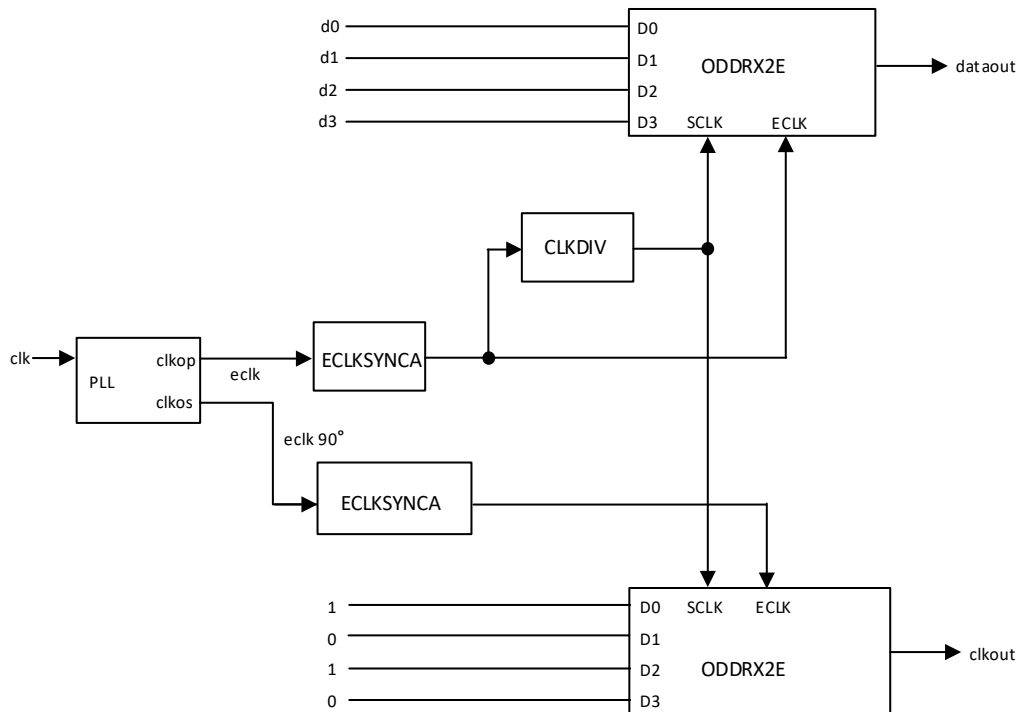 d0 D0
d1 D1 ODDRX2E dataout
d2 D2
d3 D3 SCLK ECLK
CLKDIV
clk clkop ECLKSYNCA
PLL eclk
clkos
eclk 90°
ECLKSYNCA
1 D0 SCLK ECLK
0 D1
1 D2 ODDRX2E clkout
0 D3